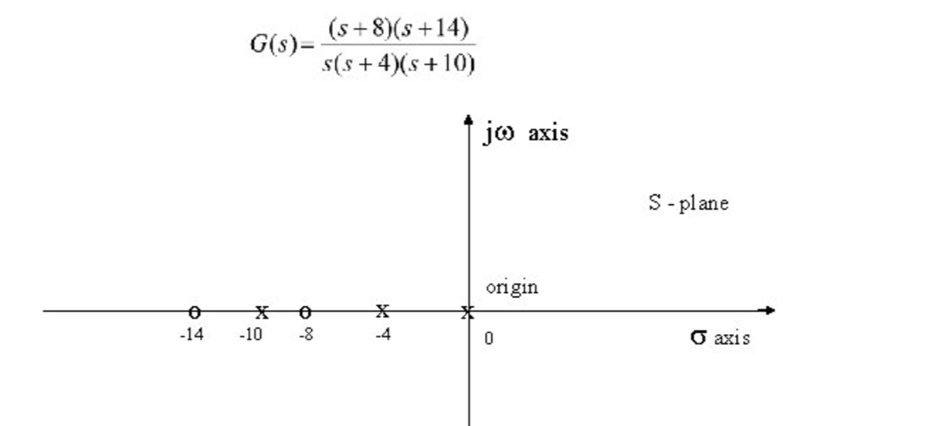 G(s)= (s+8)(s+14)
s(s+4)(s+10)
jω axis
S - plane
origin
o x o x x
-14 -10 -8 -4 0 σ axis